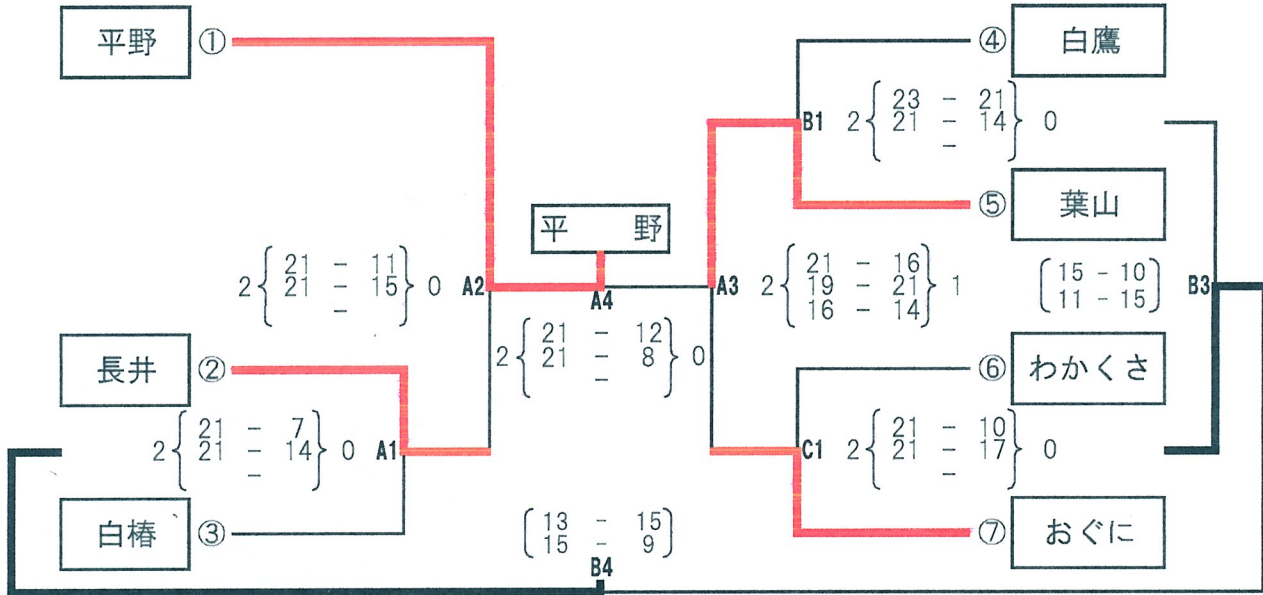 平野 ①
④ 白鷹
B1 2 { 23 - 21 } 0
21 - 14
-
⑤ 葉山
平 野
2 { 21 - 11 } 0 A2
21 - 15
-
A4
A3 2 { 21 - 16 } 1
19 - 21
16 - 14
( 15 - 10 ) B3
11 - 15
2 { 21 - 12 } 0
21 - 8
-
長井 ②
⑥ わかくさ
2 { 21 - 7 } 0 A1
21 - 14
-
C1 2 { 21 - 10 } 0
21 - 17
-
白椿 ③
( 13 - 15 )
15 - 9
B4
⑦ おぐに